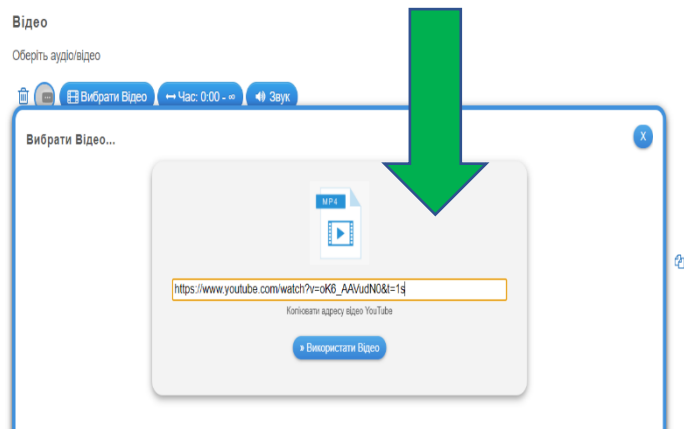 Відео
Оберіть аудіо/відео
Вибрати Відео
Час: 0:00 - ∞
Звук
Вибрати Відео...
X
MP4
https://www.youtube.com/watch?v=oK6_AAVudN0&t=1s
Копіювати адресу відео YouTube
» Використати Відео